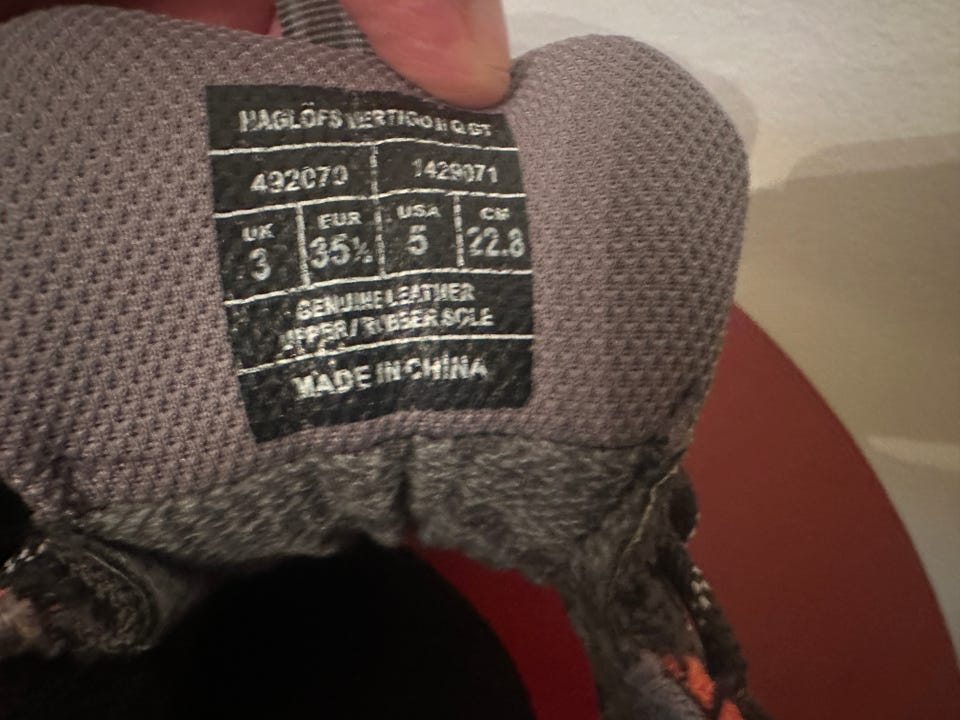 HAGLÖFS VERTIGO II Q GT
492070 1429071
UK EUR USA CM
3 35½ 5 22.8
GENUINE LEATHER
UPPER / RUBBER SOLE
MADE IN CHINA